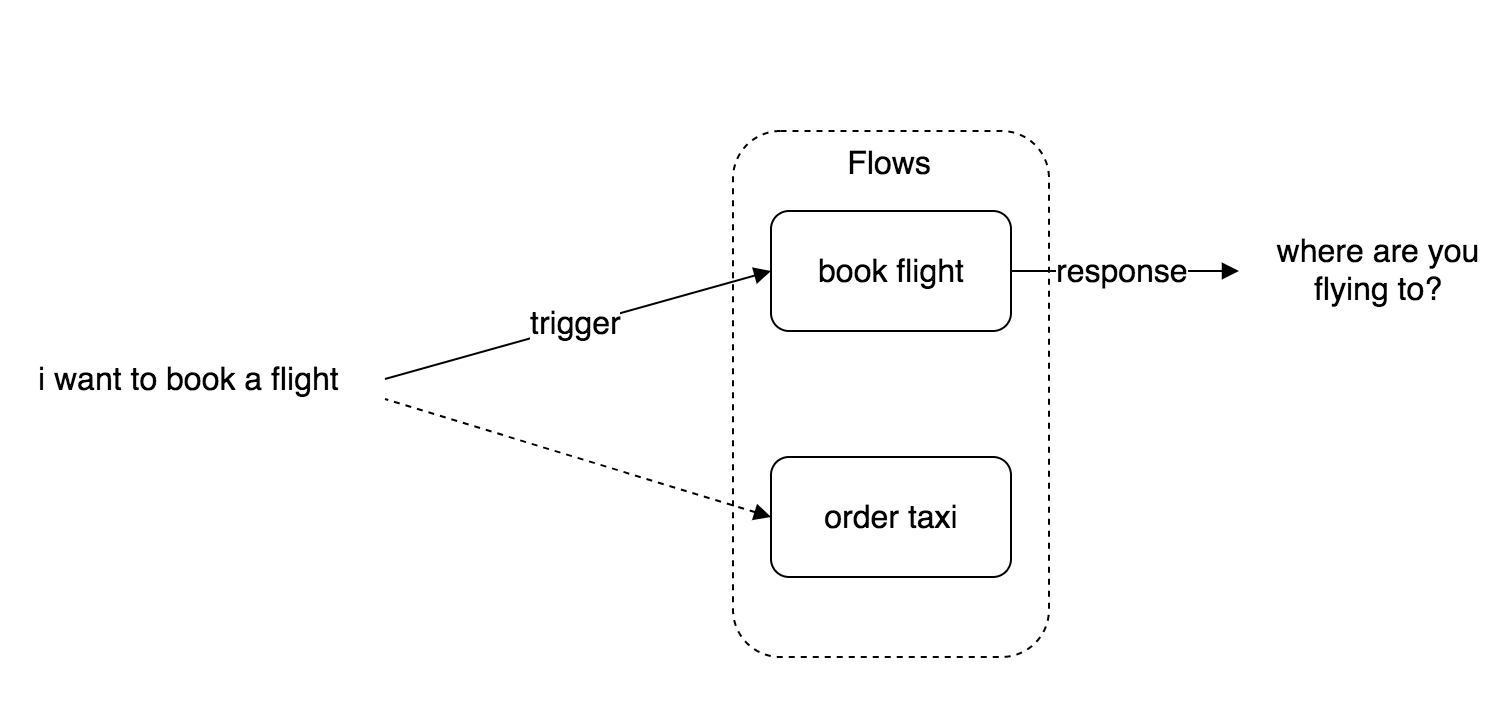 Flows
book flight
response
where are you
flying to?
trigger
i want to book a flight
order taxi